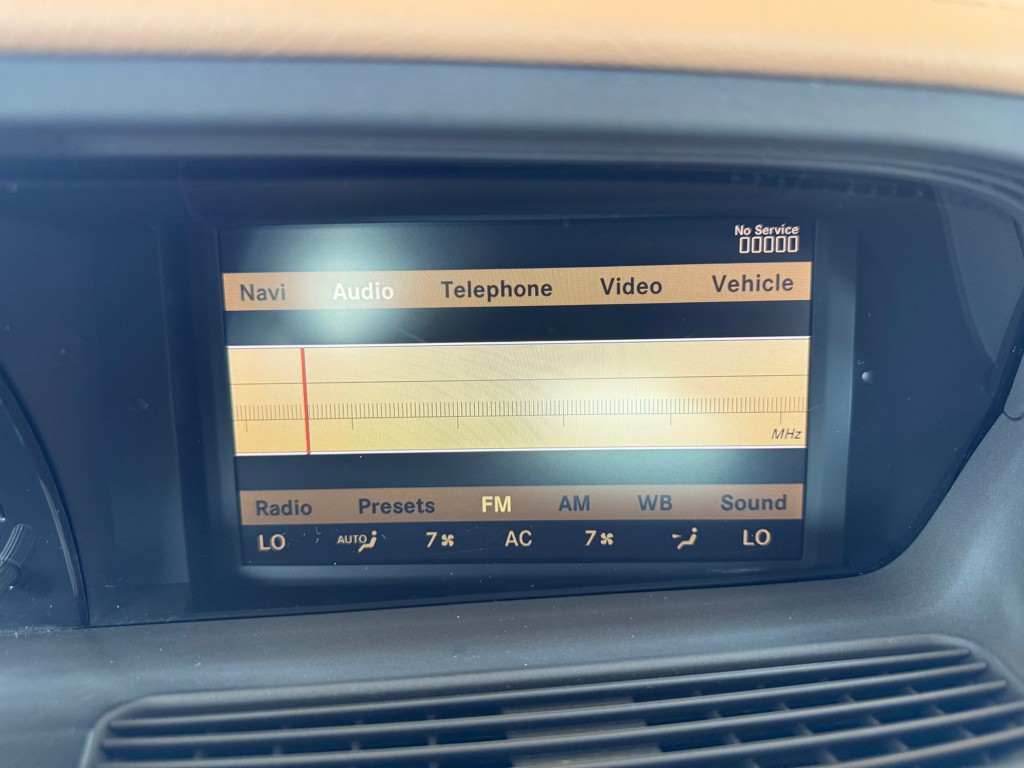 No Service
00000
Navi Audio Telephone Video Vehicle
MHz
Radio Presets FM AM WB Sound
LO AUTO 7 AC 7 LO